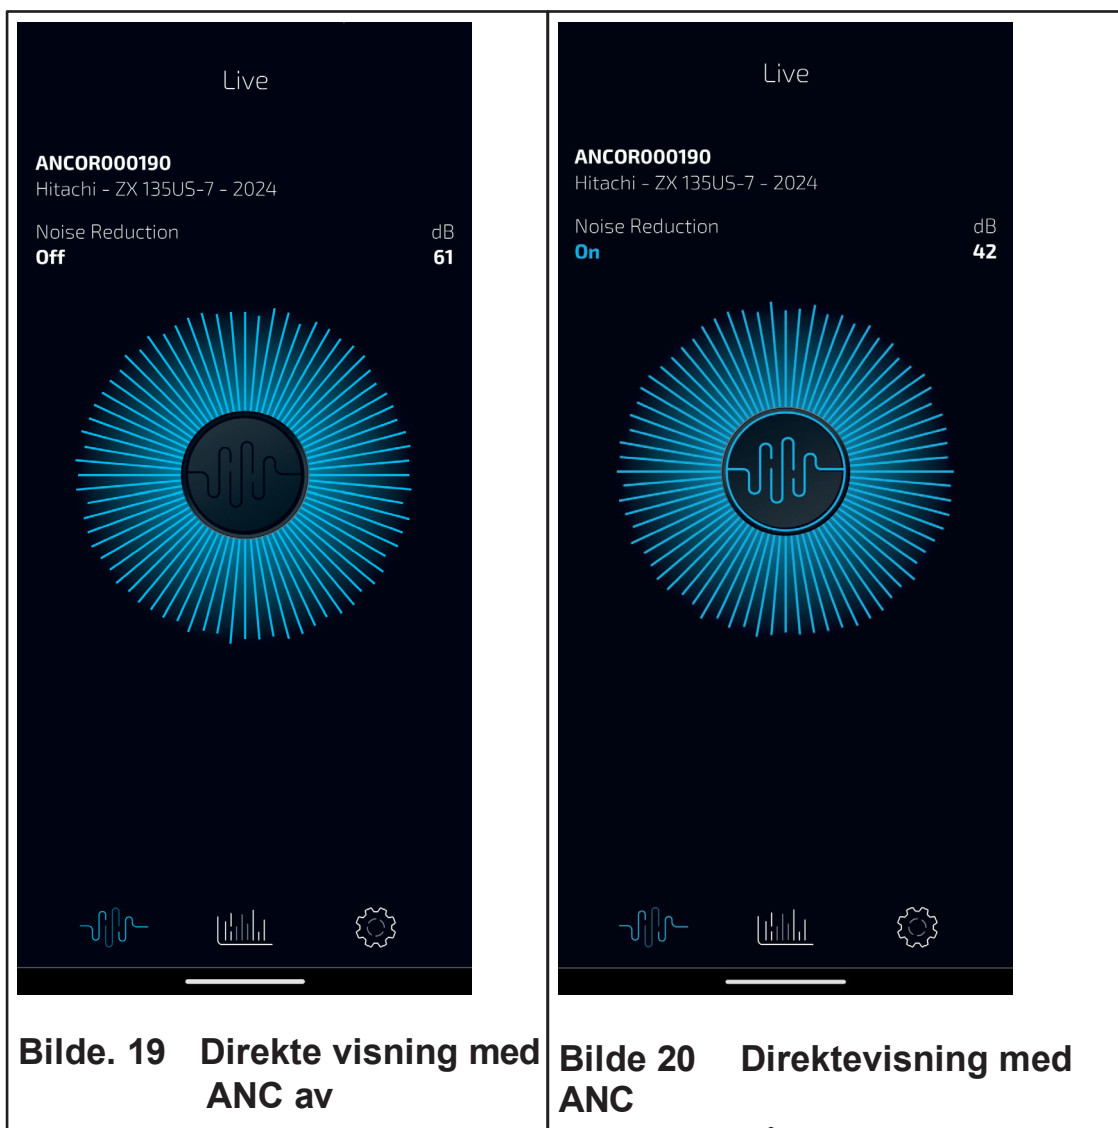 Live
ANCOR000190
Hitachi - ZX 135US-7 - 2024
Noise Reduction dB
Off 61
Bilde. 19 Direkte visning med
ANC av
Live
ANCOR000190
Hitachi - ZX 135US-7 - 2024
Noise Reduction dB
On 42
Bilde 20 Direktevisning med
ANC